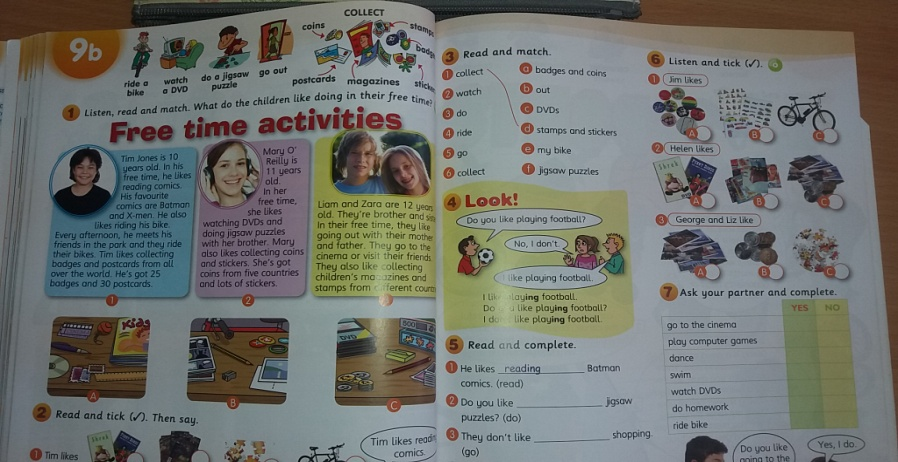 9b
COLLECT
coins
stamps
badges
stickers
magazines
postcards
ride a
bike
watch
a DVD
do a jigsaw
puzzle
go out
1 Listen, read and match. What do the children like doing in their free time?
Free time activities
Tim Jones is 10
years old. In his
free time, he likes
reading comics.
His favourite
comics are Batman
and X-men. He also
likes riding his bike.
Every afternoon, he meets his
friends in the park and they ride
their bikes. Tim likes collecting
badges and postcards from all
over the world. He's got 25
badges and 30 postcards.
1
Mary O'
Reilly is
11 years
old.
In her
free time,
she likes
watching DVDs and
doing jigsaw puzzles
with her brother. Mary
also likes collecting coins
and stickers. She's got
coins from five countries
and lots of stickers.
2
Liam and Zara are 12 years
old. They're brother and
In their free time, they like
going out with their mother
and father. They go to the
cinema or visit their friends.
They also like collecting
children's magazines and
stamps from different
3
A
B
C
2 Read and tick (✓). Then say.
1 Tim likes
Tim likes
comics.
3 Read and match.
1 collect
2 watch
3 do
4 ride
5 go
6 collect
a badges and coins
b out
c DVDs
d stamps and stickers
e my bike
f jigsaw puzzles
4 Look!
Do you like playing football?
No, I don't.
I like playing football.
I like playing football.
Do you like playing football?
I don't like playing football.
5 Read and complete.
1 He likes reading Batman
comics. (read)
2 Do you like jigsaw
puzzles? (do)
3 They don't like shopping.
(go)
6 Listen and tick (✓).
1 Jim likes
A
B
C
2 Helen likes
A
B
C
3 George and Liz like
A
B
C
7 Ask your partner and complete.
YES NO
go to the cinema
play computer games
dance
swim
watch DVDs
do homework
ride bike
Do you like
going to the
Yes, I do.